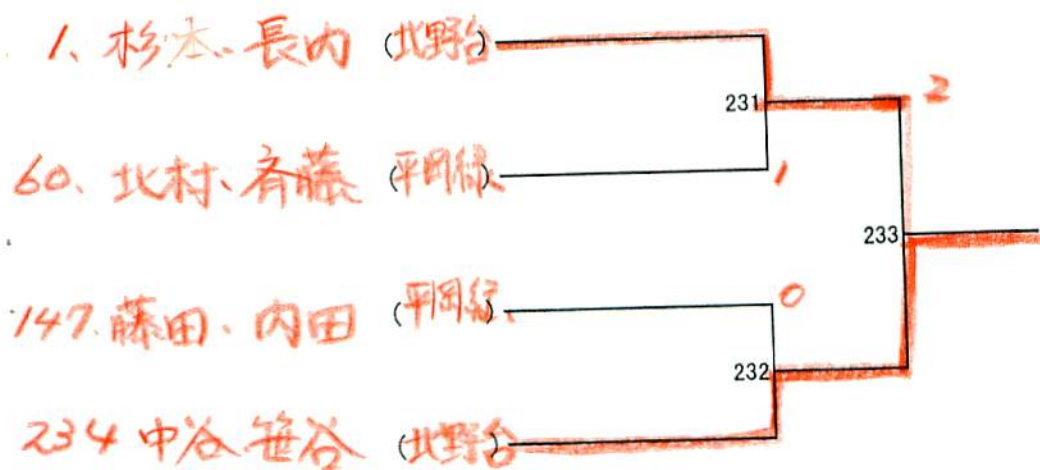 1、杉本、長内 (北野台)
231 2
60、北村、斉藤 (平岡緑) 1
233
147. 藤田、内田 (平岡緑) 0
232
234 中谷 笹谷 (北野台)